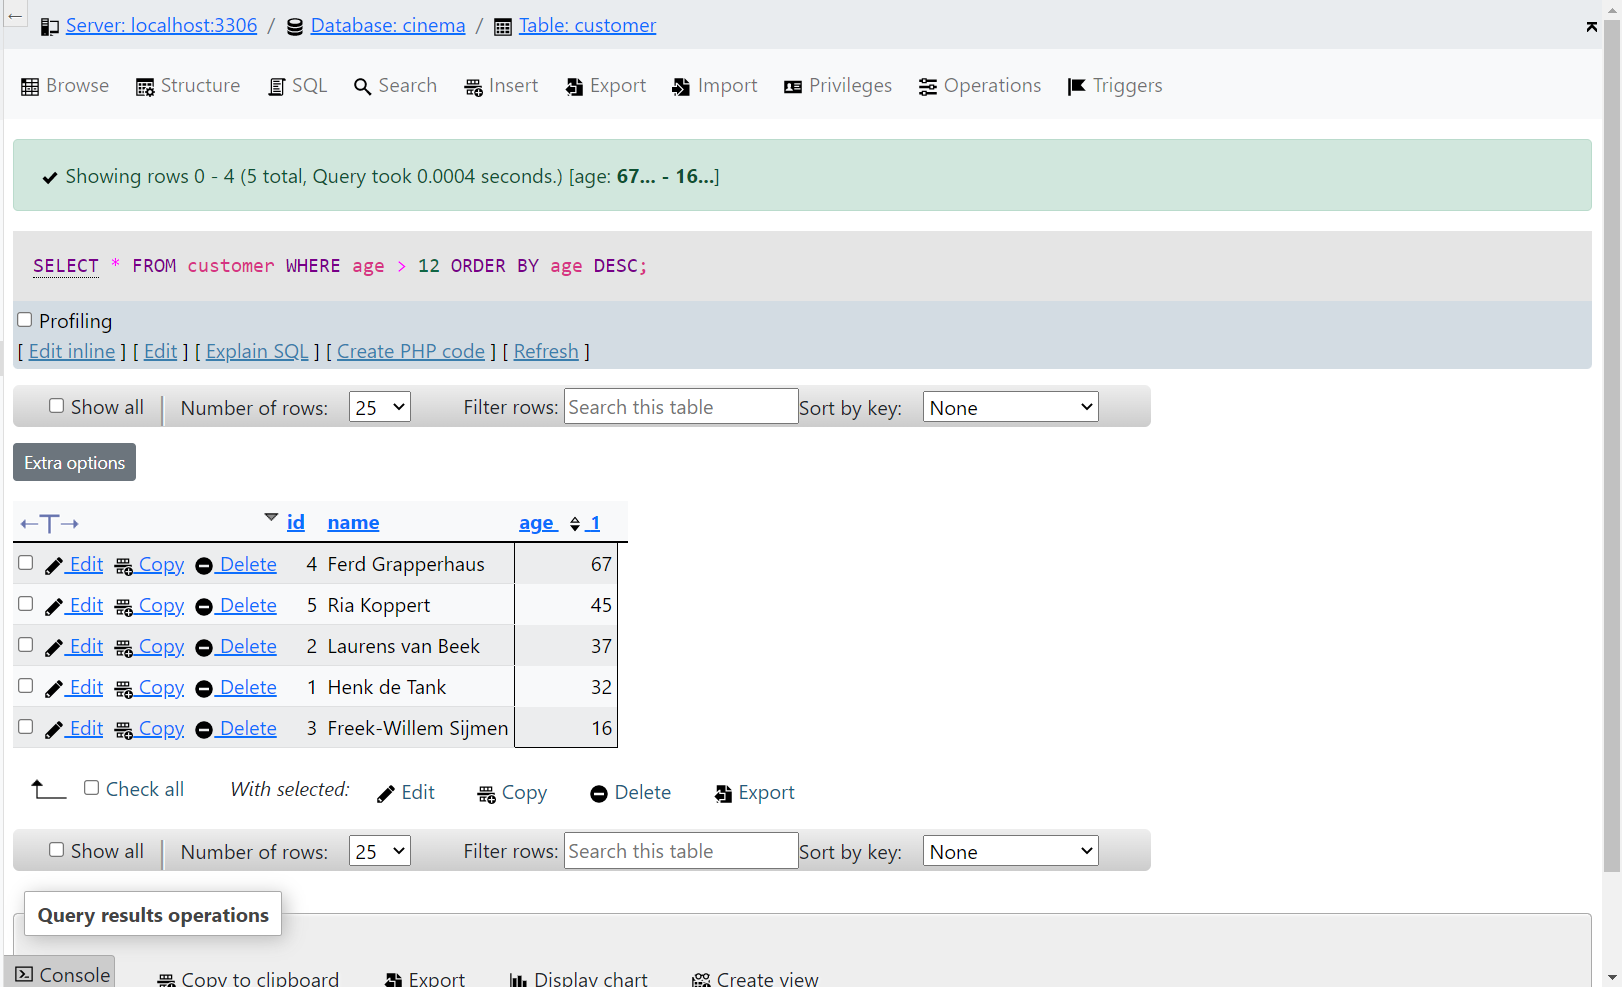 Server: localhost:3306 / Database: cinema / Table: customer
Browse Structure SQL Search Insert Export Import Privileges Operations Triggers
Showing rows 0 - 4 (5 total, Query took 0.0004 seconds.) [age: 67... - 16...]
SELECT * FROM customer WHERE age > 12 ORDER BY age DESC;
Profiling
[ Edit inline ] [ Edit ] [ Explain SQL ] [ Create PHP code ] [ Refresh ]
Show all Number of rows: 25 Filter rows: Search this table Sort by key: None
Extra options
←T→ id name age 1
Edit Copy Delete 4 Ferd Grapperhaus 67
Edit Copy Delete 5 Ria Koppert 45
Edit Copy Delete 2 Laurens van Beek 37
Edit Copy Delete 1 Henk de Tank 32
Edit Copy Delete 3 Freek-Willem Sijmen 16
Check all With selected: Edit Copy Delete Export
Show all Number of rows: 25 Filter rows: Search this table Sort by key: None
Query results operations
Console Copy to clipboard Export Display chart Create view